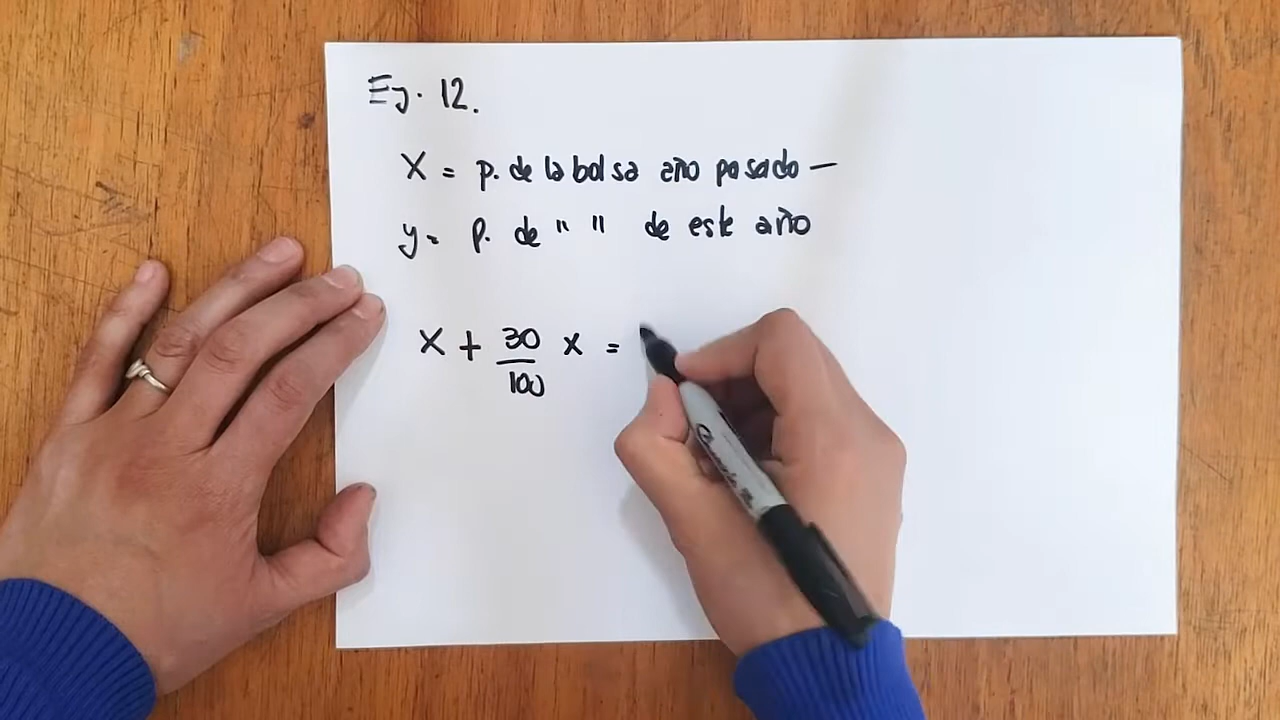 Ej. 12.
X = p. de la bolsa año pasado —
y = p. de " " de este año
x + 30/100 x =